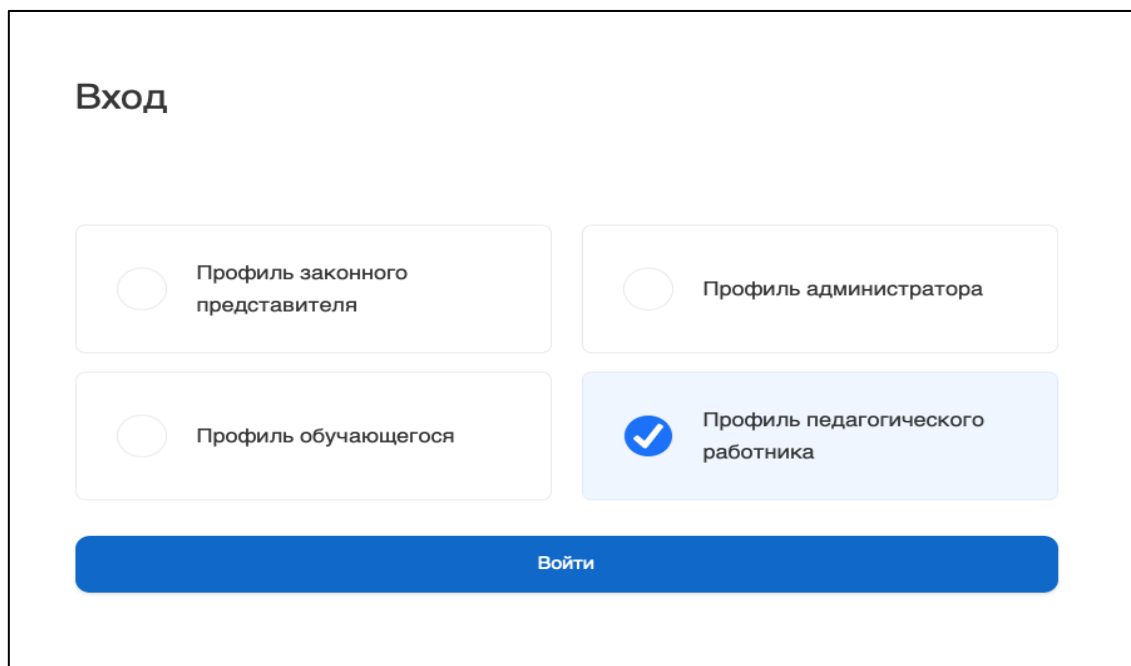 Вход
Профиль законного
представителя
Профиль администратора
Профиль обучающегося
Профиль педагогического
работника
Войти